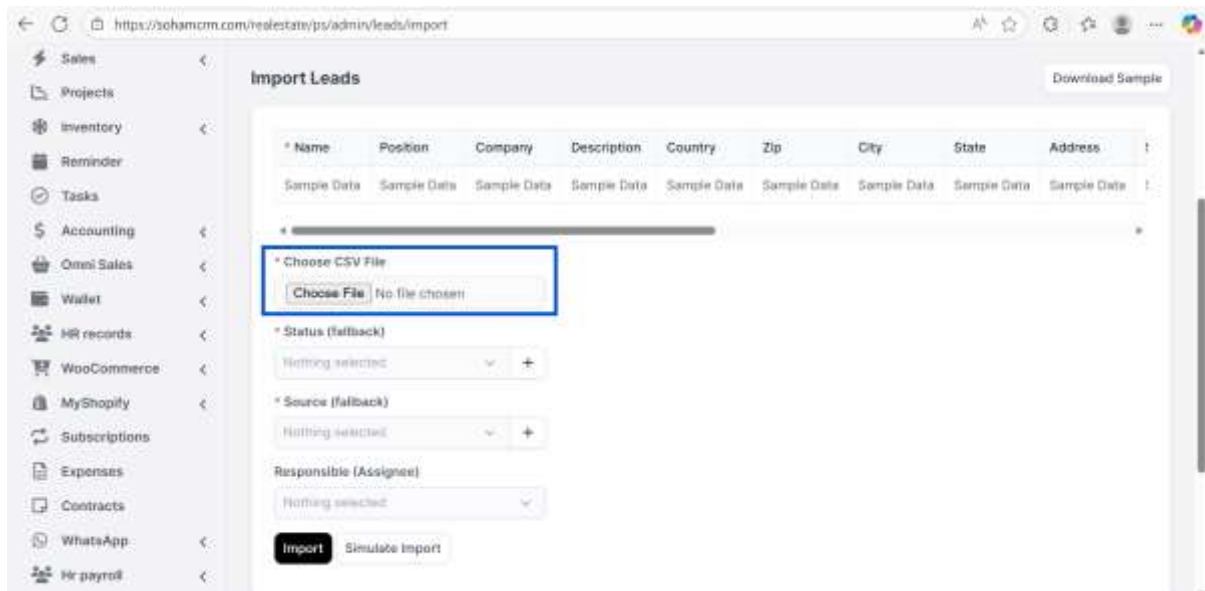 https://sohamcrm.com/realestate/ps/admin/leads/import
Sales
Projects
Inventory
Reminder
Tasks
Accounting
Omni Sales
Wallet
HR records
WooCommerce
MyShopify
Subscriptions
Expenses
Contracts
WhatsApp
Hr payroll
Import Leads
Download Sample
* Name Position Company Description Country Zip City State Address
Sample Data Sample Data Sample Data Sample Data Sample Data Sample Data Sample Data Sample Data Sample Data
* Choose CSV File
Choose File No file chosen
* Status (fallback)
Nothing selected
* Source (fallback)
Nothing selected
Responsible (Assignee)
Nothing selected
Import Simulate Import